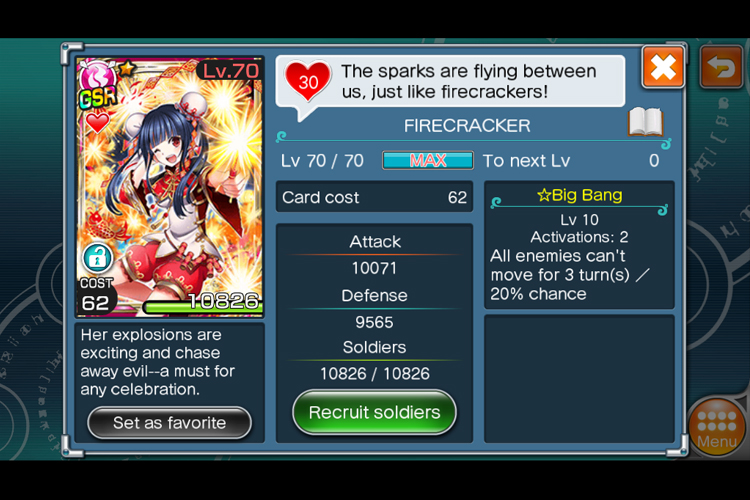 GSR
Lv.70
COST
62
10826
Her explosions are
exciting and chase
away evil--a must for
any celebration.
Set as favorite
30
The sparks are flying between
us, just like firecrackers!
FIRECRACKER
Lv 70 / 70 MAX To next Lv 0
Card cost 62
Attack
10071
Defense
9565
Soldiers
10826 / 10826
Recruit soldiers
☆Big Bang
Lv 10
Activations: 2
All enemies can't
move for 3 turn(s) ／
20% chance
Menu